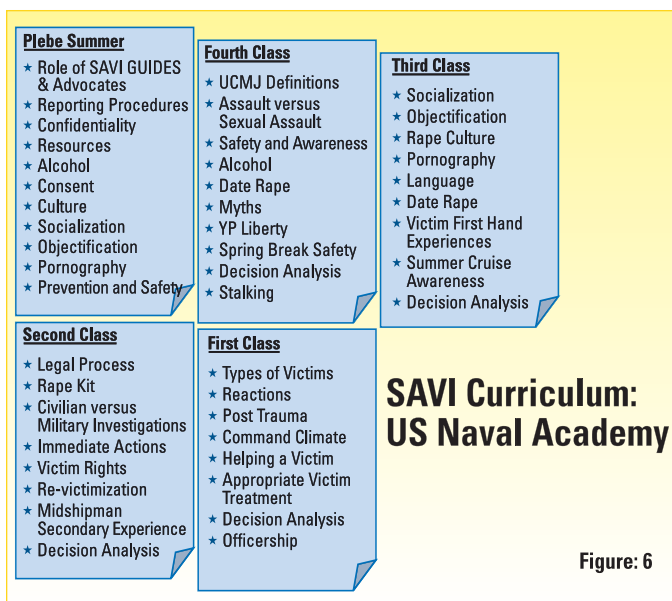 Plebe Summer
★ Role of SAVI GUIDES
& Advocates
★ Reporting Procedures
★ Confidentiality
★ Resources
★ Alcohol
★ Consent
★ Culture
★ Socialization
★ Objectification
★ Pornography
★ Prevention and Safety
Fourth Class
★ UCMJ Definitions
★ Assault versus
Sexual Assault
★ Safety and Awareness
★ Alcohol
★ Date Rape
★ Myths
★ YP Liberty
★ Spring Break Safety
★ Decision Analysis
★ Stalking
Third Class
★ Socialization
★ Objectification
★ Rape Culture
★ Pornography
★ Language
★ Date Rape
★ Victim First Hand
Experiences
★ Summer Cruise
Awareness
★ Decision Analysis
Second Class
★ Legal Process
★ Rape Kit
★ Civilian versus
Military Investigations
★ Immediate Actions
★ Victim Rights
★ Re-victimization
★ Midshipman
Secondary Experience
★ Decision Analysis
First Class
★ Types of Victims
★ Reactions
★ Post Trauma
★ Command Climate
★ Helping a Victim
★ Appropriate Victim
Treatment
★ Decision Analysis
★ Officership
SAVI Curriculum:
US Naval Academy
Figure: 6